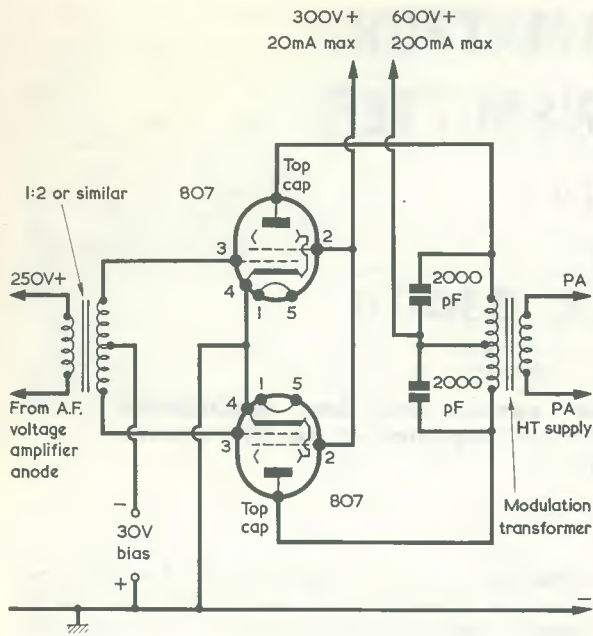 300V+
20mA max
600V+
200mA max
1:2 or similar
807
Top
cap
3
2
4
1
5
250V+
2000
pF
PA
From A.F.
voltage
amplifier
anode
1
5
4
3
2
2000
pF
PA
HT supply
-
30V
bias
+
Top
cap
807
Modulation
transformer
-